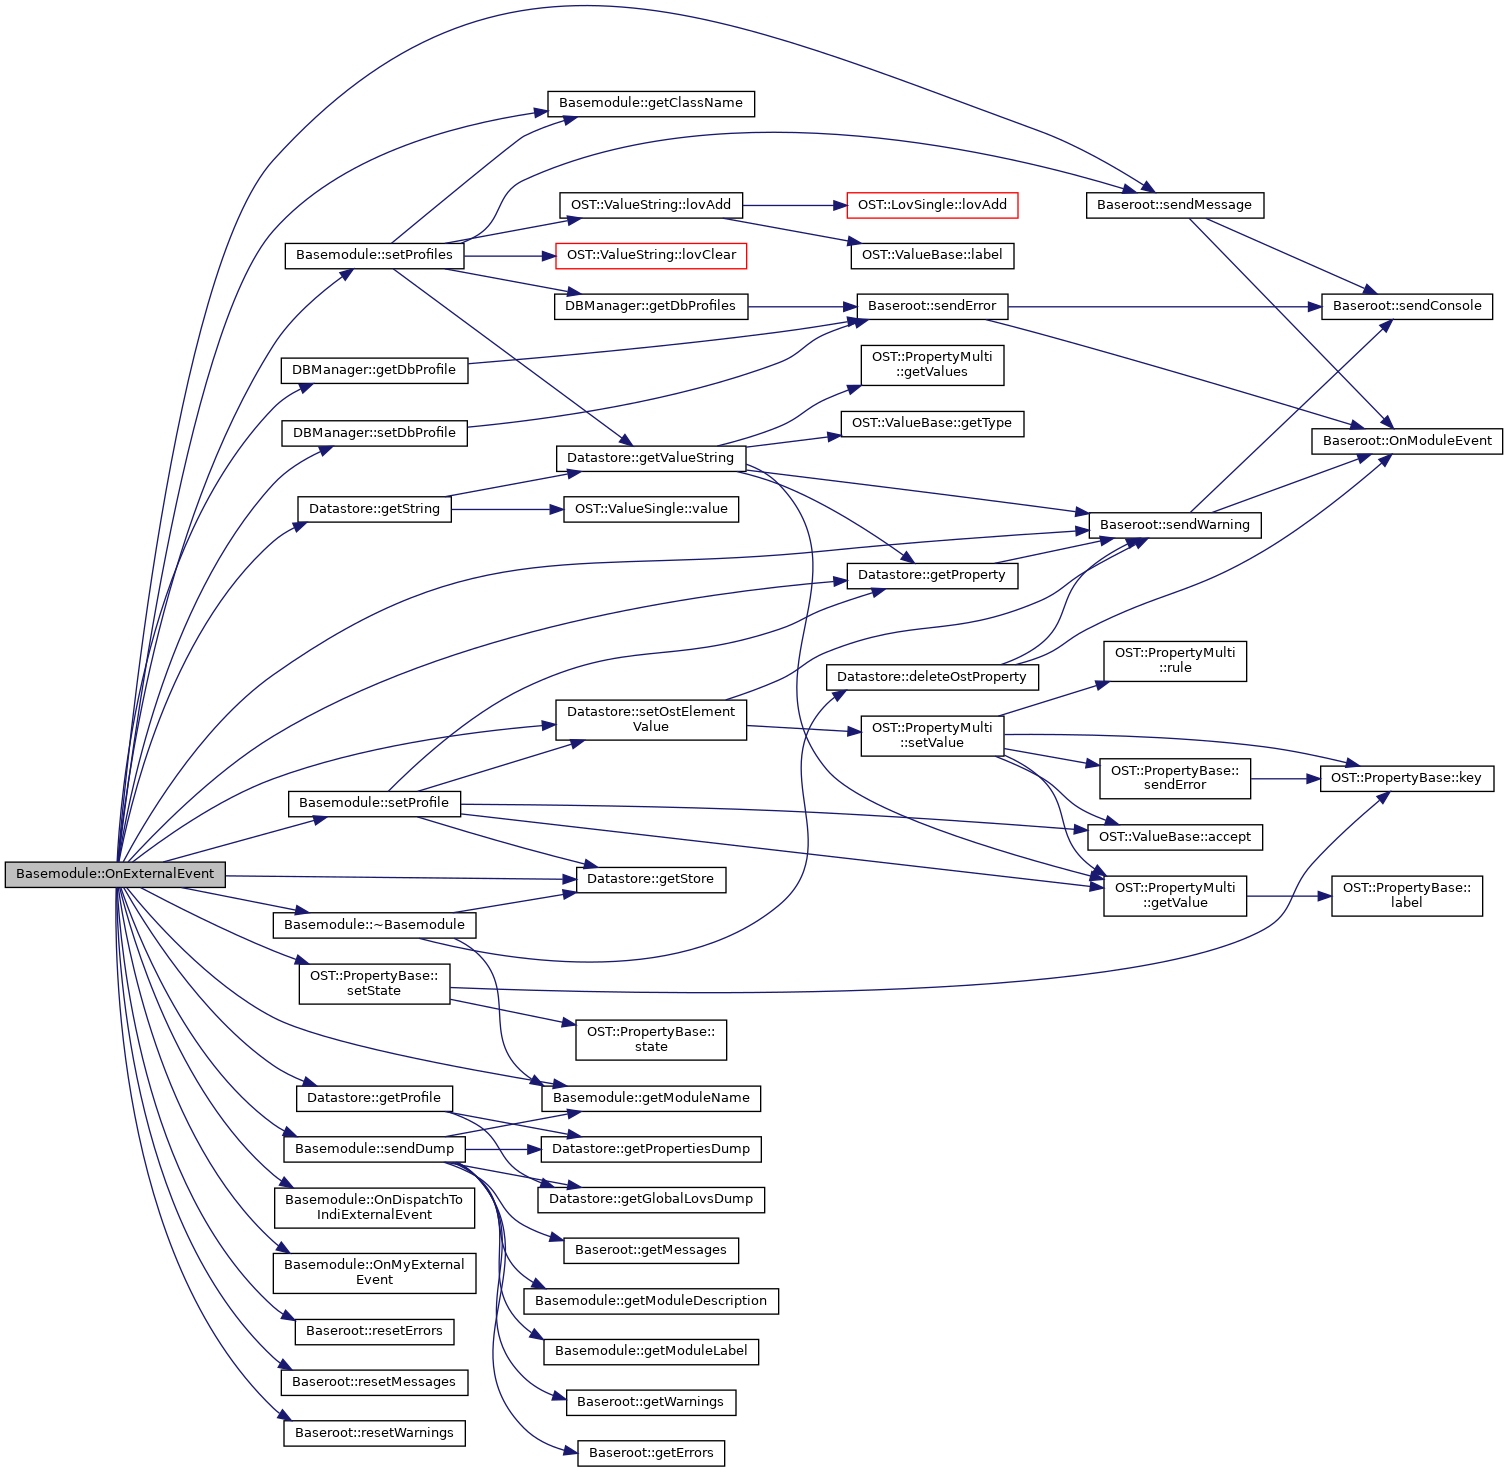 Basemodule::OnExternalEvent
Basemodule::getClassName
Basemodule::setProfiles
OST::ValueString::lovAdd
OST::LovSingle::lovAdd
OST::ValueBase::label
OST::ValueString::lovClear
DBManager::getDbProfiles
Baseroot::sendError
Baseroot::sendMessage
Baseroot::sendConsole
Baseroot::OnModuleEvent
DBManager::getDbProfile
DBManager::setDbProfile
OST::PropertyMulti
::getValues
OST::ValueBase::getType
Datastore::getValueString
Datastore::getString
OST::ValueSingle::value
Baseroot::sendWarning
Datastore::getProperty
OST::PropertyMulti
::rule
Datastore::deleteOstProperty
Datastore::setOstElement
Value
OST::PropertyMulti
::setValue
OST::PropertyBase::
sendError
OST::PropertyBase::key
Basemodule::setProfile
OST::ValueBase::accept
Datastore::getStore
OST::PropertyMulti
::getValue
OST::PropertyBase::
label
Basemodule::~Basemodule
OST::PropertyBase::
setState
OST::PropertyBase::
state
Datastore::getProfile
Basemodule::getModuleName
Basemodule::sendDump
Datastore::getPropertiesDump
Datastore::getGlobalLovsDump
Basemodule::OnDispatchTo
IndiExternalEvent
Baseroot::getMessages
Basemodule::OnMyExternal
Event
Basemodule::getModuleDescription
Baseroot::resetErrors
Basemodule::getModuleLabel
Baseroot::resetMessages
Baseroot::getWarnings
Baseroot::resetWarnings
Baseroot::getErrors